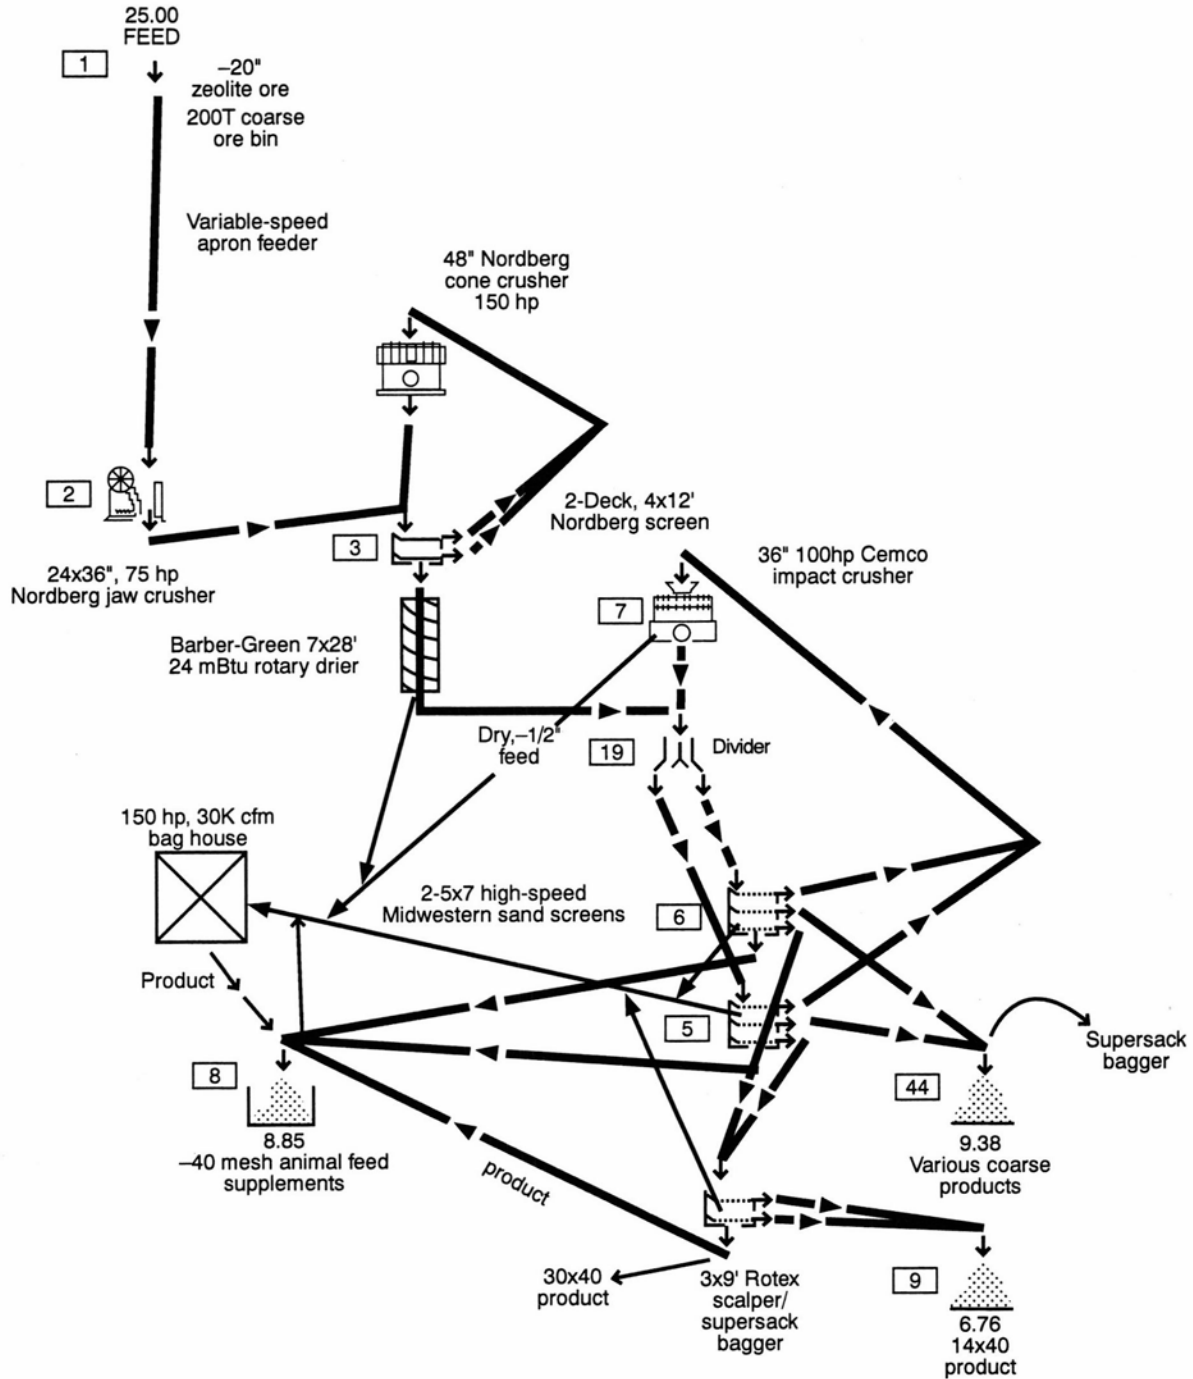 25.00
FEED
1
–20"
zeolite ore
200T coarse
ore bin
Variable-speed
apron feeder
48" Nordberg
cone crusher
150 hp
2
24x36", 75 hp
Nordberg jaw crusher
3
2-Deck, 4x12'
Nordberg screen
36" 100hp Cemco
impact crusher
7
Barber-Green 7x28'
24 mBtu rotary drier
Dry,–1/2"
feed
19
Divider
150 hp, 30K cfm
bag house
2-5x7 high-speed
Midwestern sand screens
6
Product
5
Supersack
bagger
8
8.85
–40 mesh animal feed
supplements
44
9.38
Various coarse
products
product
30x40
product
3x9' Rotex
scalper/
supersack
bagger
9
6.76
14x40
product